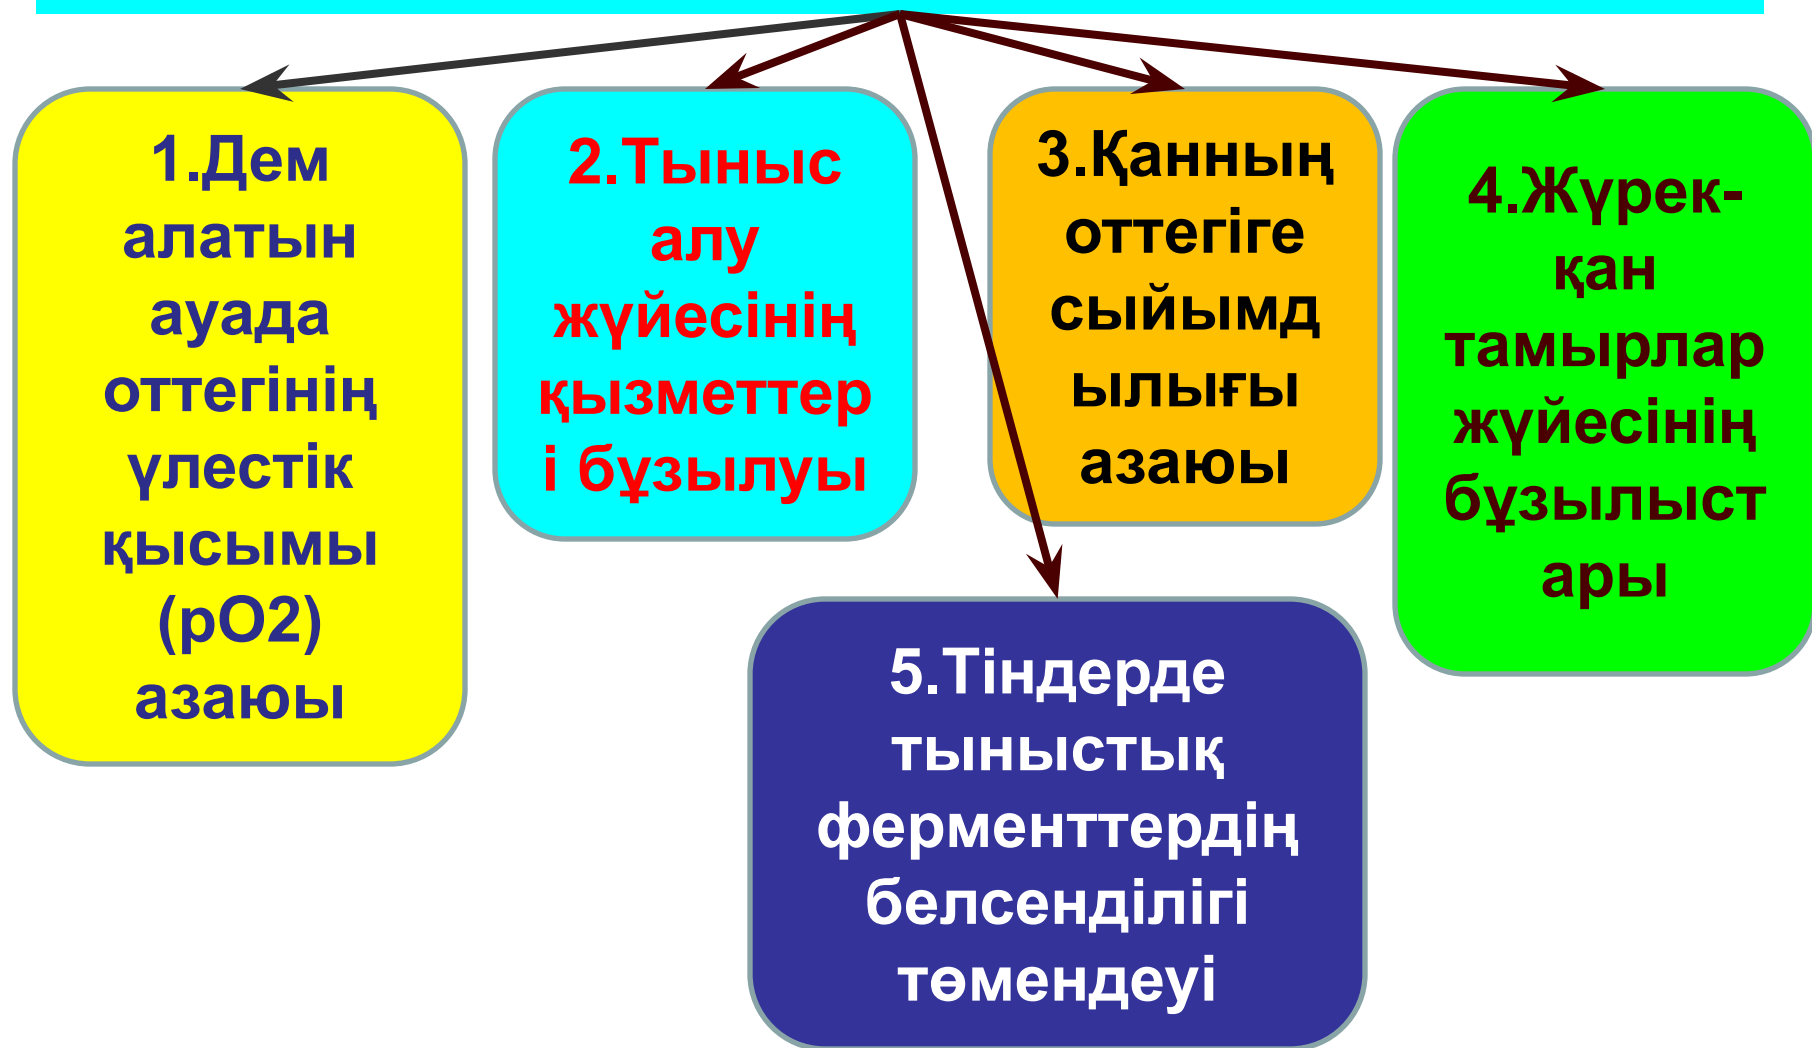 1.Дем
алатын
ауада
оттегінің
үлестік
қысымы
(рО2)
азаюы
2.Тыныс
алу
жүйесінің
қызметтер
і бұзылуы
3.Қанның
оттегіге
сыйымд
ылығы
азаюы
4.Жүрек-
қан
тамырлар
жүйесінің
бұзылыст
ары
5.Тіндерде
тыныстық
ферменттердің
белсенділігі
төмендеуі